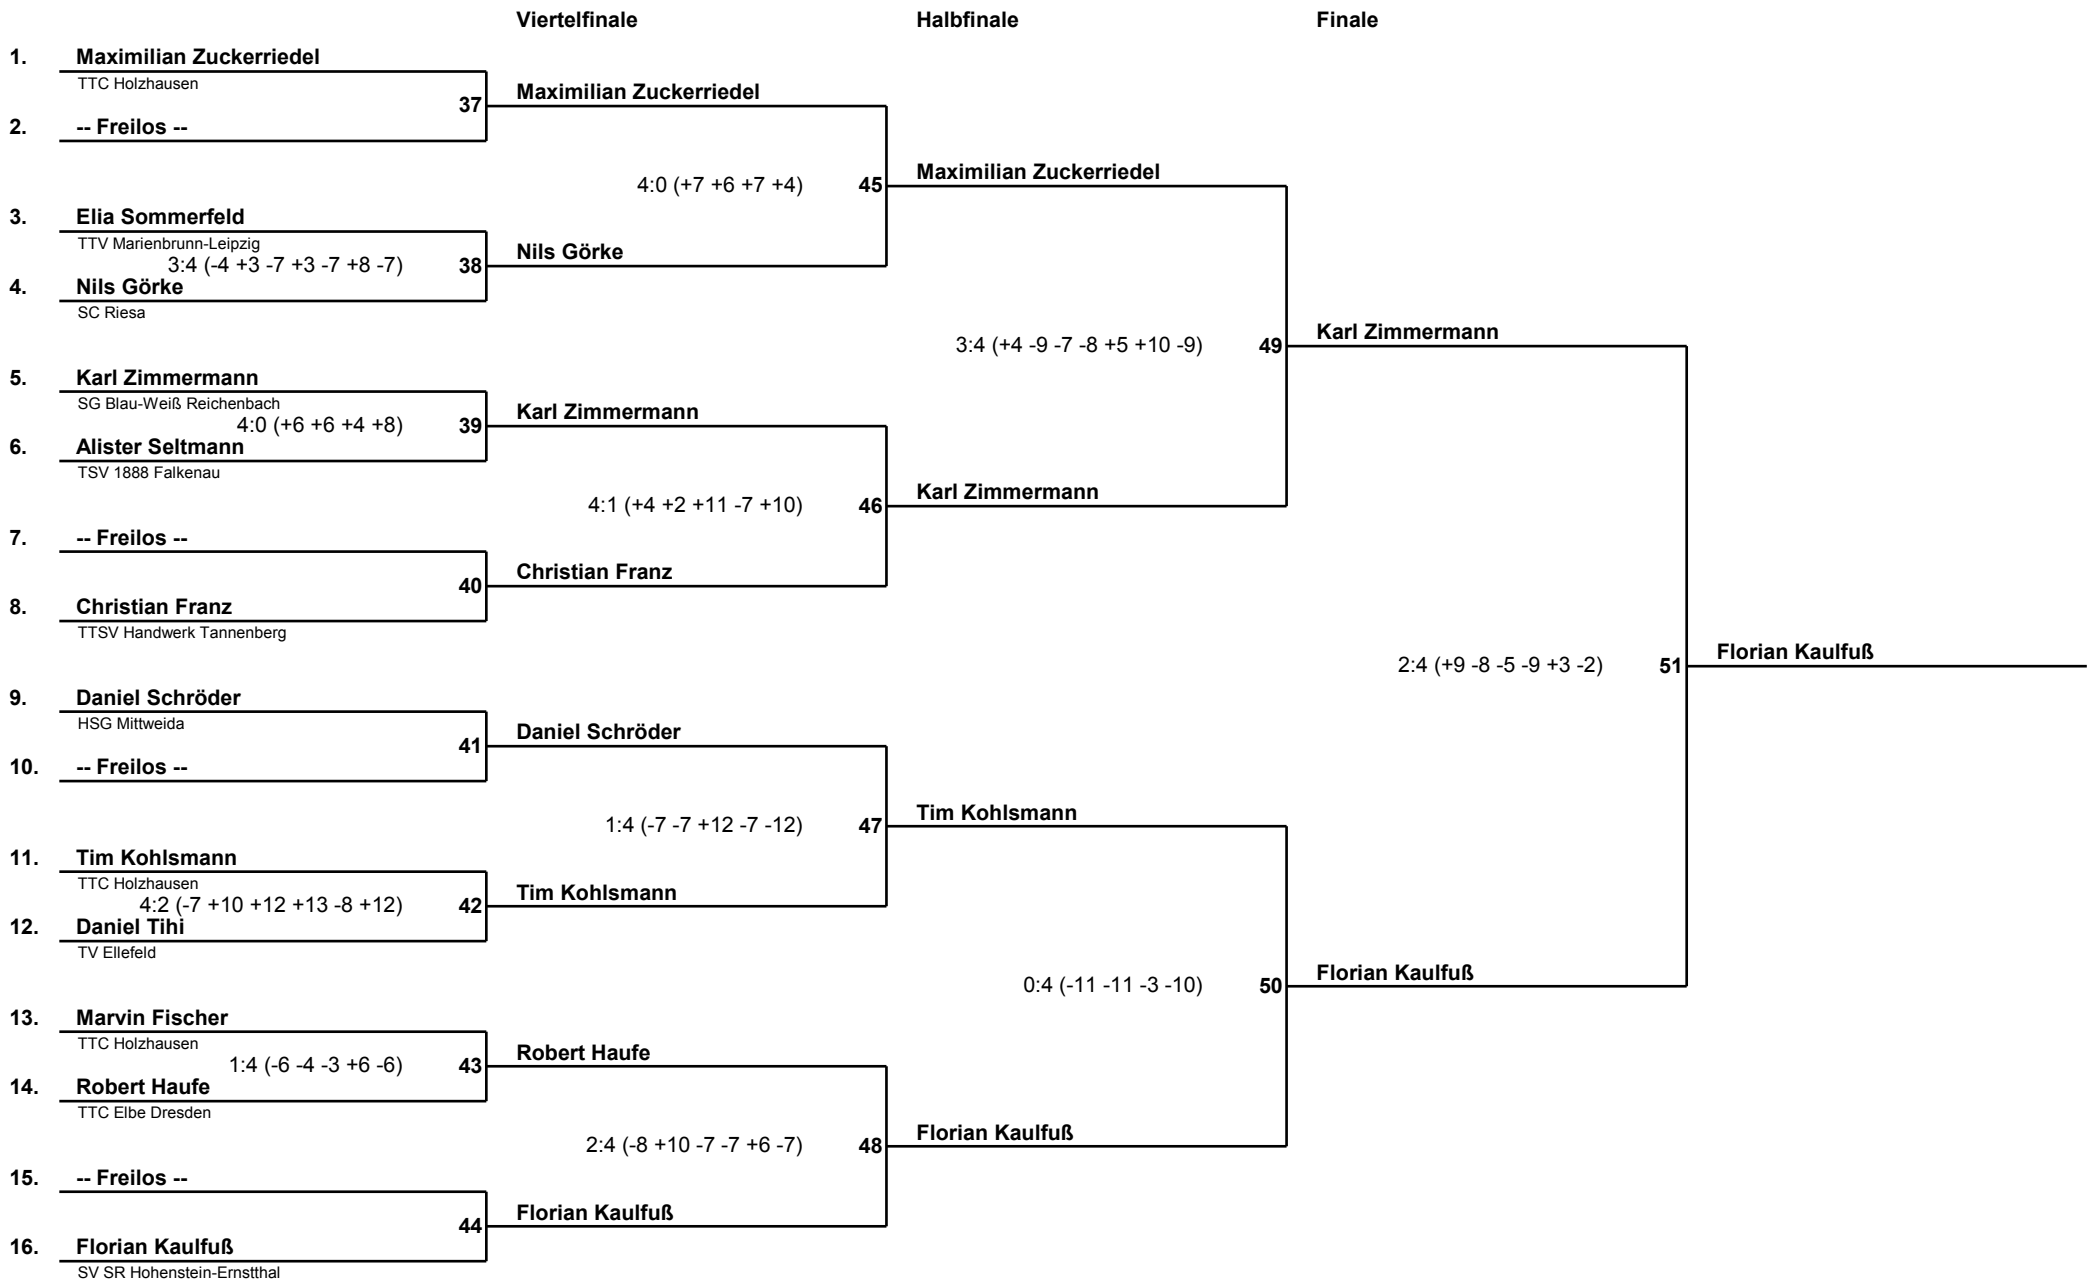 Viertelfinale Halbfinale Finale
1. Maximilian Zuckerriedel
TTC Holzhausen
37 Maximilian Zuckerriedel
2. -- Freilos --
4:0 (+7 +6 +7 +4) 45 Maximilian Zuckerriedel
3. Elia Sommerfeld
TTV Marienbrunn-Leipzig
3:4 (-4 +3 -7 +3 -7 +8 -7) 38 Nils Görke
4. Nils Görke
SC Riesa
3:4 (+4 -9 -7 -8 +5 +10 -9) 49 Karl Zimmermann
5. Karl Zimmermann
SG Blau-Weiß Reichenbach
4:0 (+6 +6 +4 +8) 39 Karl Zimmermann
6. Alister Seltmann
TSV 1888 Falkenau
4:1 (+4 +2 +11 -7 +10) 46 Karl Zimmermann
7. -- Freilos --
40 Christian Franz
8. Christian Franz
TTSV Handwerk Tannenberg
2:4 (+9 -8 -5 -9 +3 -2) 51 Florian Kaulfuß
9. Daniel Schröder
HSG Mittweida
41 Daniel Schröder
10. -- Freilos --
1:4 (-7 -7 +12 -7 -12) 47 Tim Kohlsmann
11. Tim Kohlsmann
TTC Holzhausen
4:2 (-7 +10 +12 +13 -8 +12) 42 Tim Kohlsmann
12. Daniel Tihi
TV Ellefeld
0:4 (-11 -11 -3 -10) 50 Florian Kaulfuß
13. Marvin Fischer
TTC Holzhausen
1:4 (-6 -4 -3 +6 -6) 43 Robert Haufe
14. Robert Haufe
TTC Elbe Dresden
2:4 (-8 +10 -7 -7 +6 -7) 48 Florian Kaulfuß
15. -- Freilos --
44 Florian Kaulfuß
16. Florian Kaulfuß
SV SR Hohenstein-Ernstthal